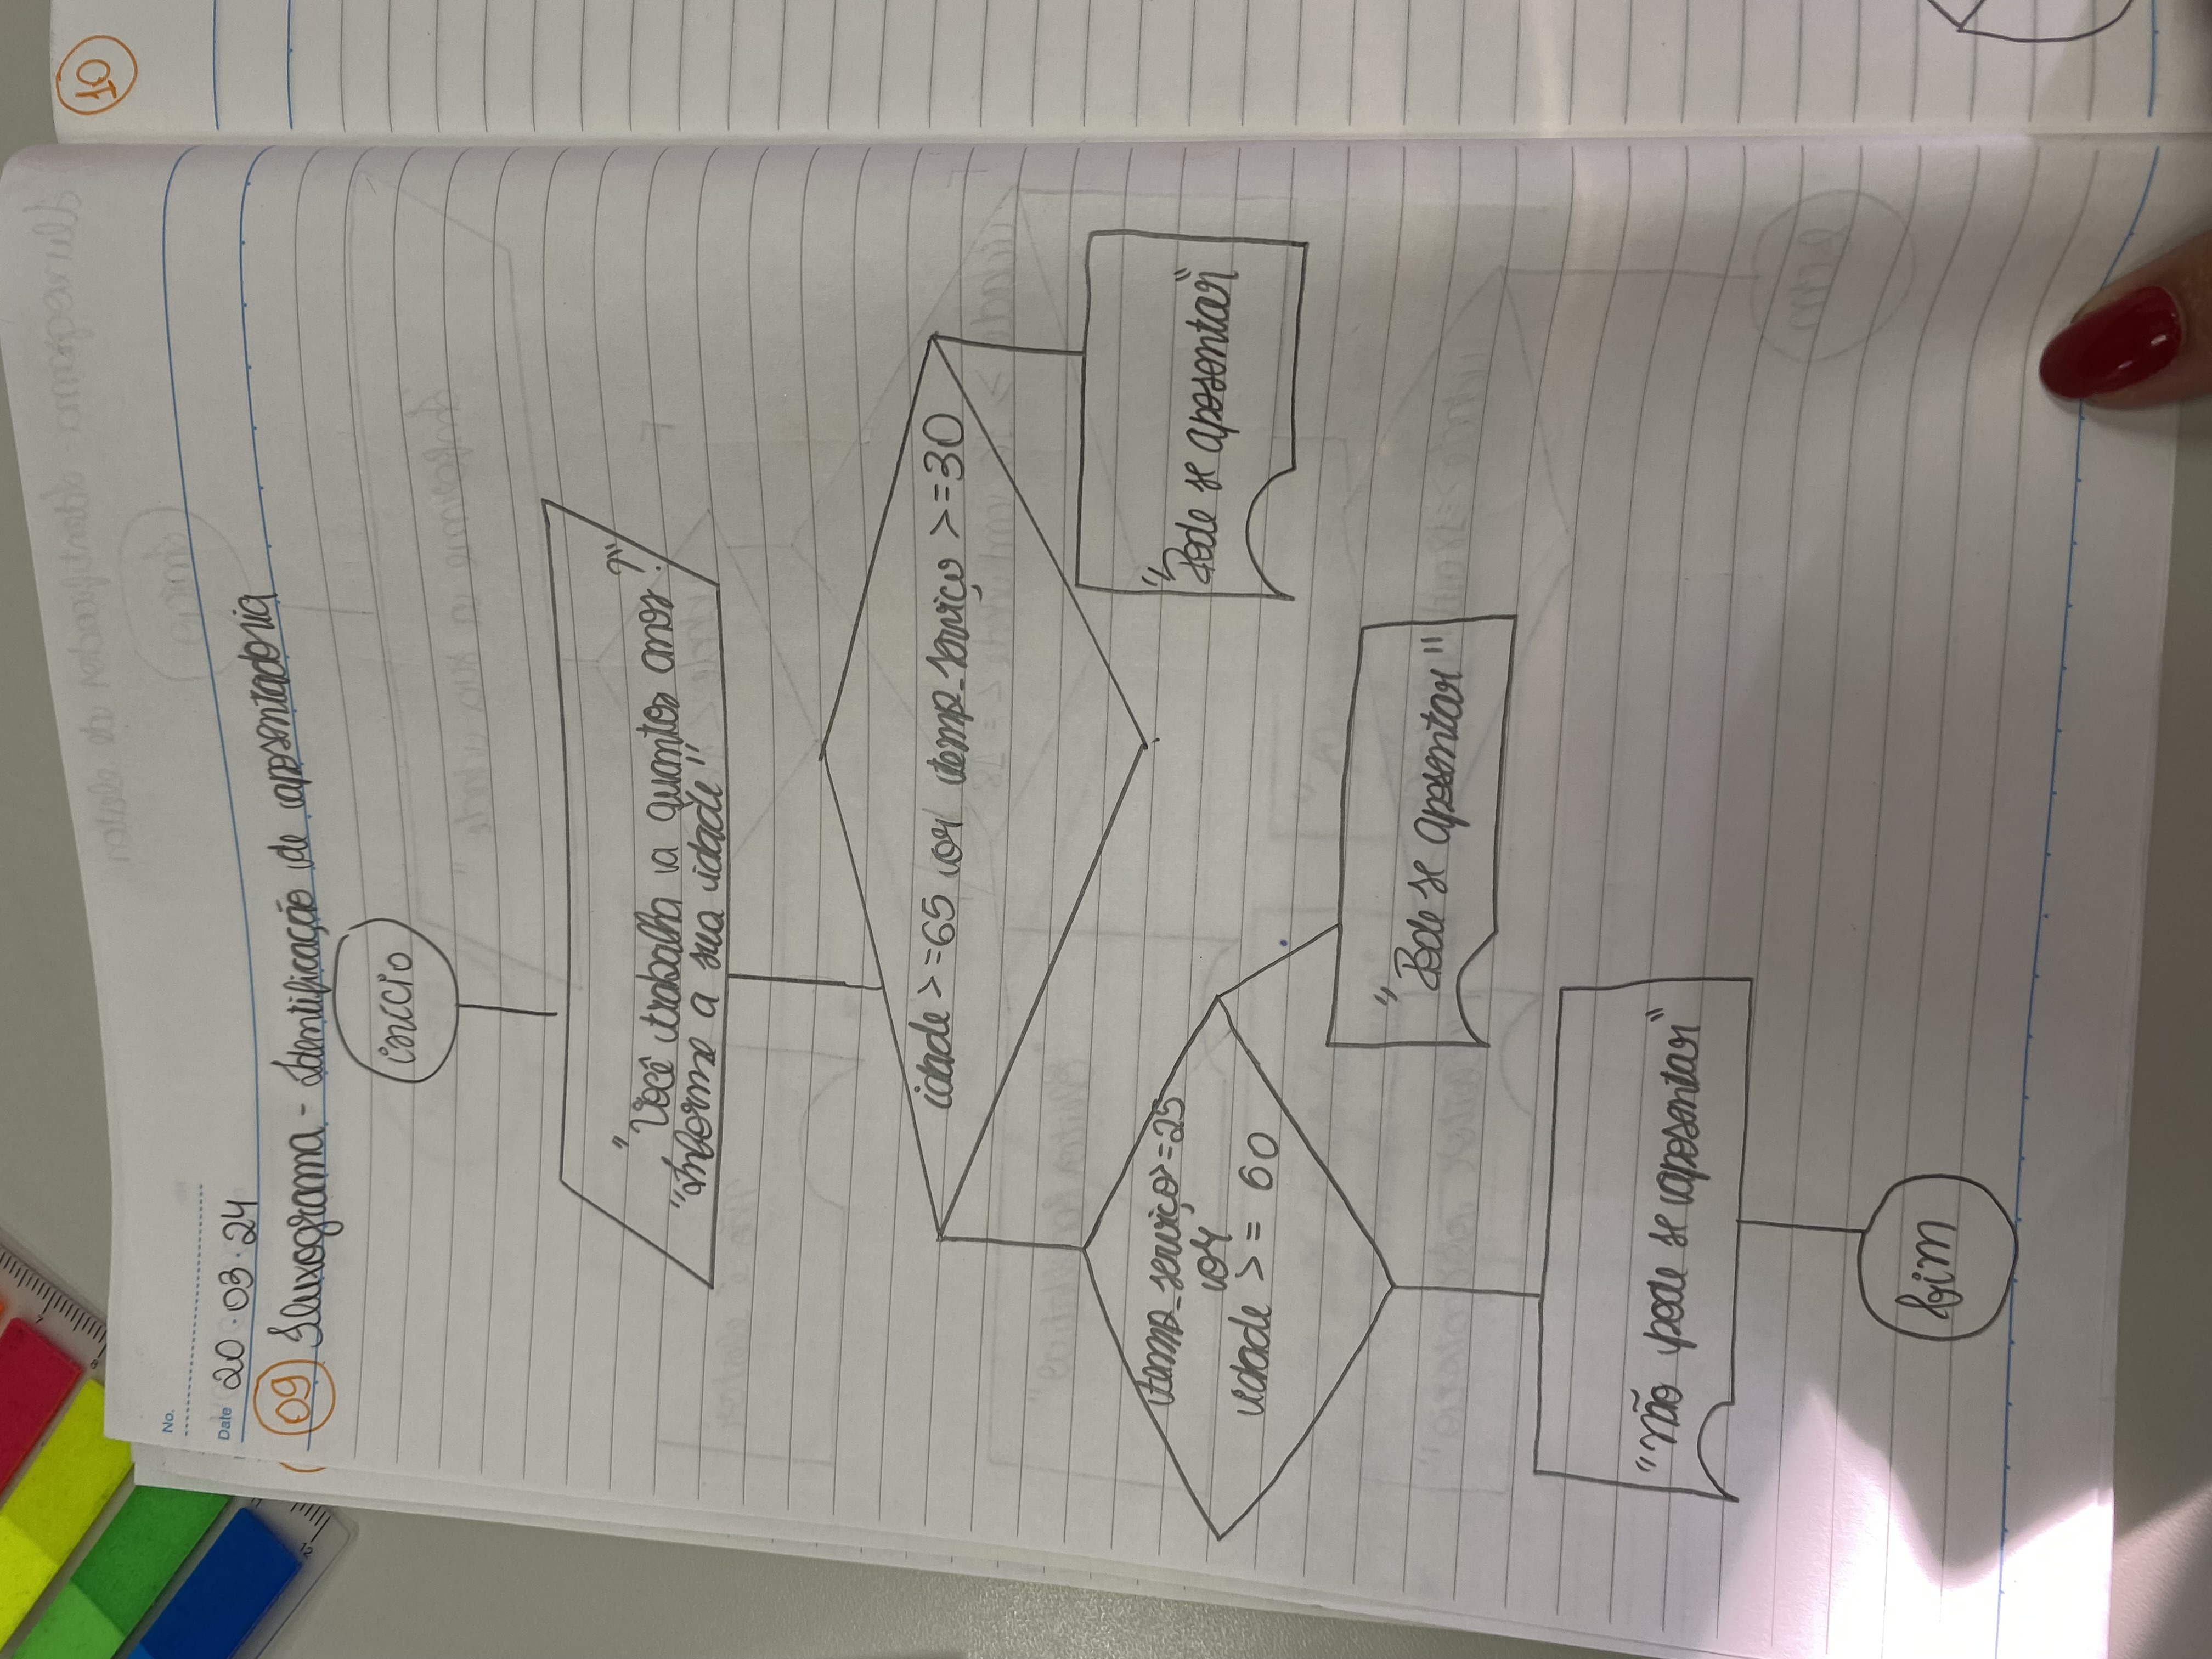 10
No.
Date 20.03.24
09 Fluxograma - Identificação de aposentadoria
início
"Você trabalha a quantos anos?"
"Informe a sua idade"
idade >=65 or temp_serviço >=30
temp_serviço>=25
or
idade >= 60
"Pode se aposentar"
"Pode se aposentar"
"não pode se aposentar"
fim